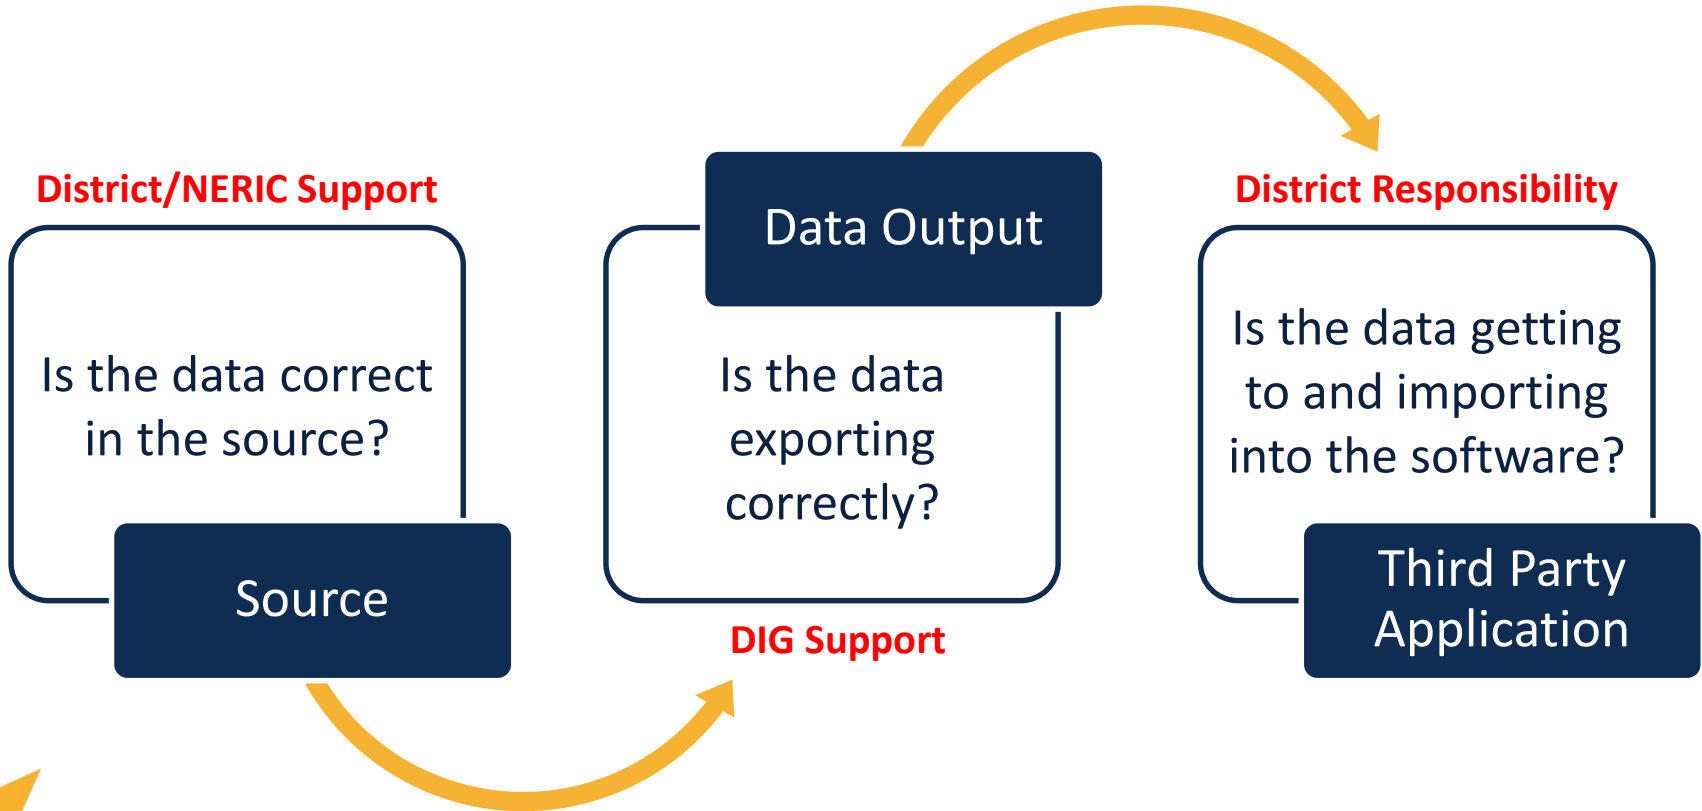 District/NERIC Support
Is the data correct
in the source?
Source
Data Output
Is the data
exporting
correctly?
DIG Support
District Responsibility
Is the data getting
to and importing
into the software?
Third Party
Application